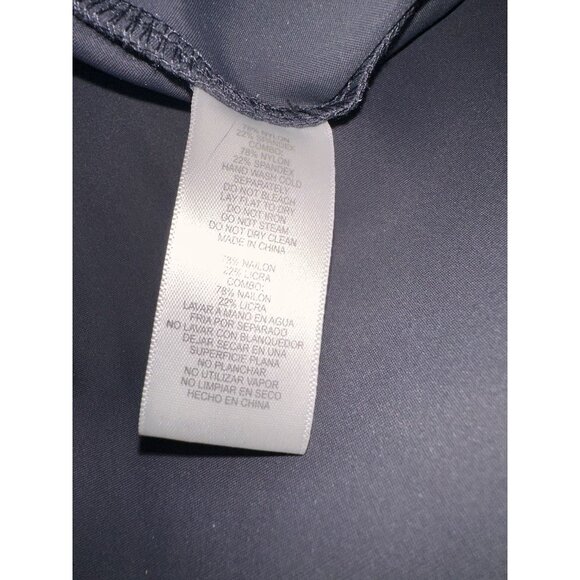 78% NYLON
22% SPANDEX
COMBO:
78% NYLON
22% SPANDEX
HAND WASH COLD
SEPARATELY
DO NOT BLEACH
LAY FLAT TO DRY
DO NOT IRON
DO NOT STEAM
DO NOT DRY CLEAN
MADE IN CHINA
78% NAILON
22% LICRA
COMBO:
78% NAILON
22% LICRA
LAVAR A MANO EN AGUA
FRIA POR SEPARADO
NO LAVAR CON BLANQUEDOR
DEJAR SECAR EN UNA
SUPERFICIE PLANA
NO PLANCHAR
NO UTILIZAR VAPOR
NO LIMPIAR EN SECO
HECHO EN CHINA